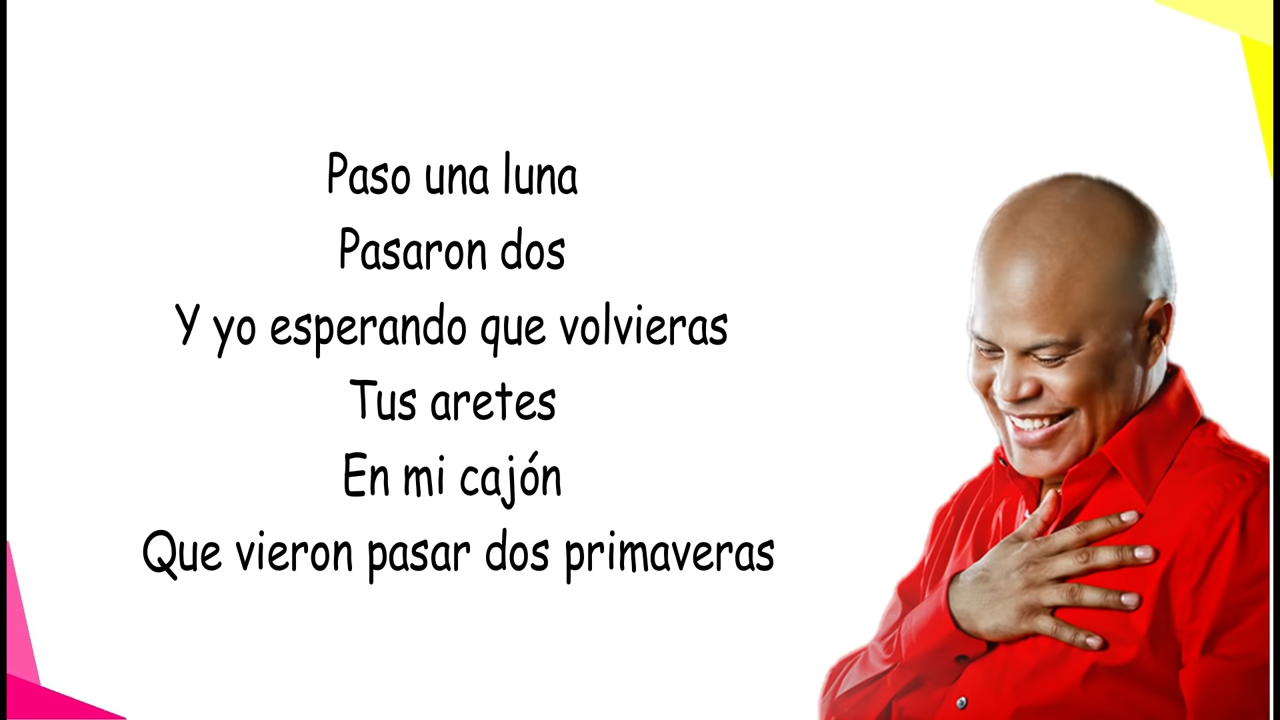 Paso una luna
Pasaron dos
Y yo esperando que volvieras
Tus aretes
En mi cajón
Que vieron pasar dos primaveras